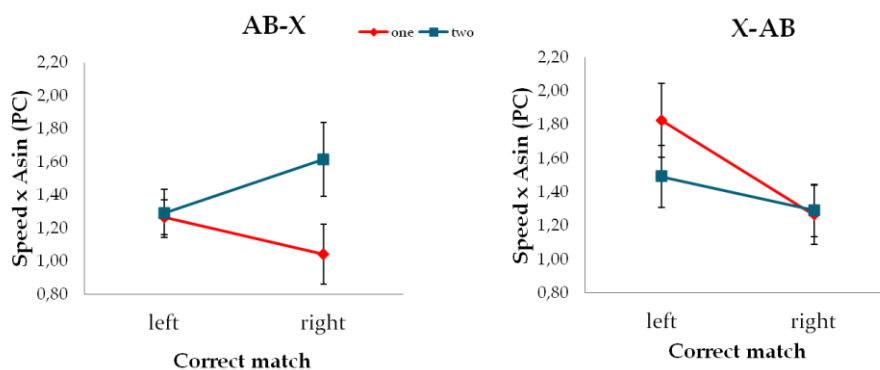 AB-X
one two
X-AB
Speed x Asin (PC)
2,20
2,00
1,80
1,60
1,40
1,20
1,00
0,80
left right
Correct match
Speed x Asin (PC)
2,20
2,00
1,80
1,60
1,40
1,20
1,00
0,80
left right
Correct match